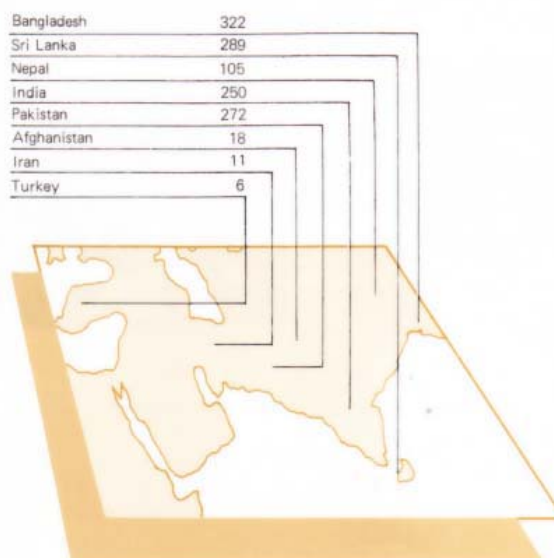 Bangladesh 322
Sri Lanka 289
Nepal 105
India 250
Pakistan 272
Afghanistan 18
Iran 11
Turkey 6